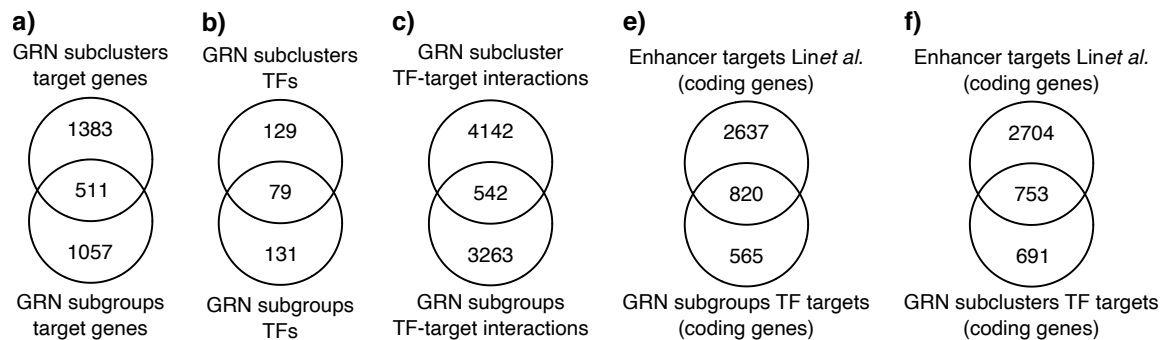 a)
GRN subclusters
target genes
1383
511
1057
GRN subgroups
target genes
b)
GRN subclusters
TFs
129
79
131
GRN subgroups
TFs
c)
GRN subcluster
TF-target interactions
4142
542
3263
GRN subgroups
TF-target interactions
e)
Enhancer targets Linet al.
(coding genes)
2637
820
565
GRN subgroups TF targets
(coding genes)
f)
Enhancer targets Linet al.
(coding genes)
2704
753
691
GRN subclusters TF targets
(coding genes)